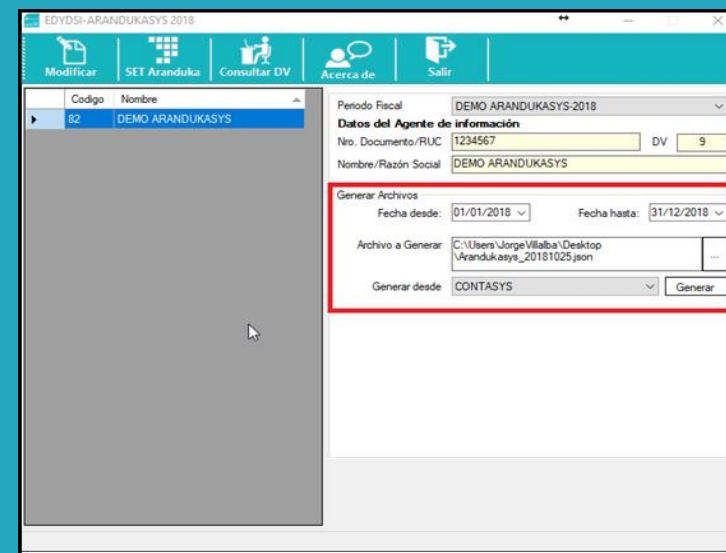 EDYDSI-ARANDUKASYS 2018
Modificar SET Aranduka Consultar DV Acerca de Salir
Codigo Nombre
82 DEMO ARANDUKASYS
Periodo Fiscal DEMO ARANDUKASYS-2018
Datos del Agente de información
Nro. Documento/RUC 1234567 DV 9
Nombre/Razón Social DEMO ARANDUKASYS
Generar Archivos
Fecha desde: 01/01/2018 Fecha hasta: 31/12/2018
Archivo a Generar C:\Users\JorgeVillalba\Desktop
\Arandukasys_20181025.json ...
Generar desde CONTASYS Generar